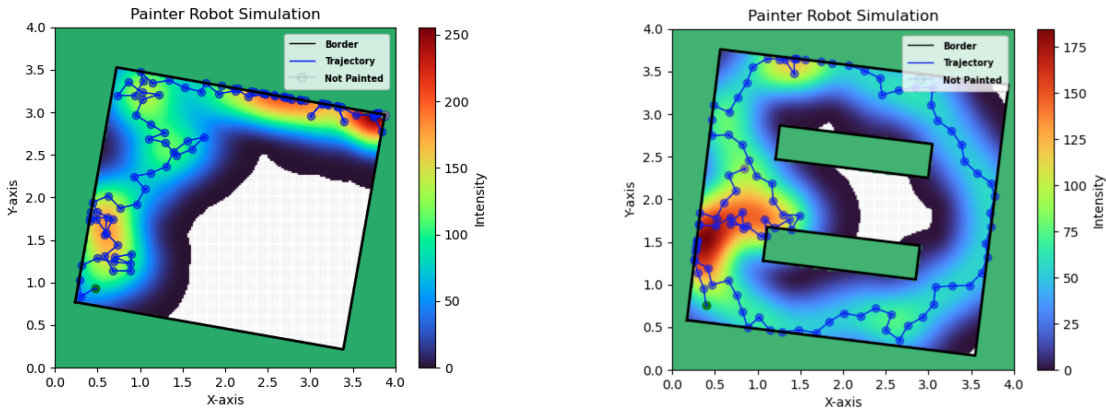 Painter Robot Simulation
4.0
3.5
3.0
2.5
2.0
1.5
1.0
0.5
0.0
Y-axis
0.0 0.5 1.0 1.5 2.0 2.5 3.0 3.5 4.0
X-axis
Border
Trajectory
Not Painted
250
200
150
100
50
0
Intensity
Painter Robot Simulation
4.0
3.5
3.0
2.5
2.0
1.5
1.0
0.5
0.0
Y-axis
0.0 0.5 1.0 1.5 2.0 2.5 3.0 3.5 4.0
X-axis
Border
Trajectory
Not Painted
175
150
125
100
75
50
25
0
Intensity